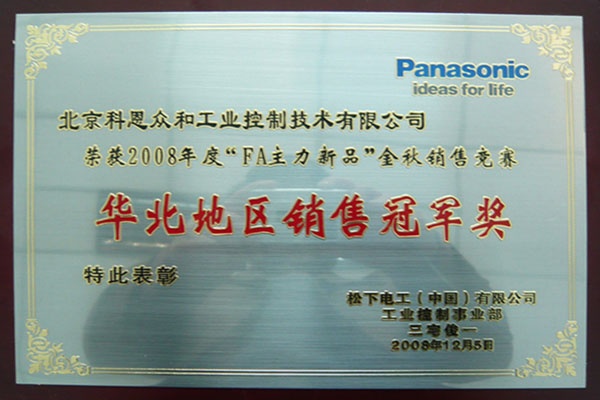 Panasonic
ideas for life
北京科恩众和工业控制技术有限公司
荣获2008年度“FA主力新品”金秋销售竞赛
华北地区销售冠军奖
特此表彰
松下电工（中国）有限公司
工业控制事业部
三宅俊一
2008年12月5日